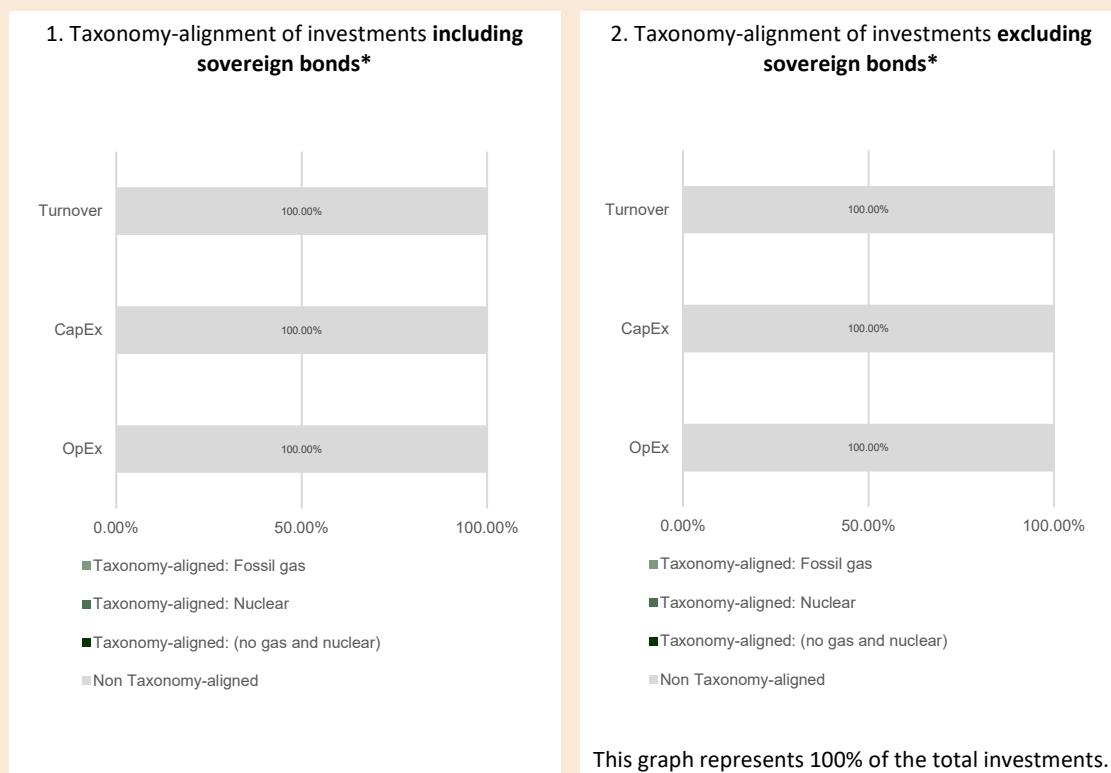 1. Taxonomy-alignment of investments including
sovereign bonds*
Turnover
100.00%
CapEx
100.00%
OpEx
100.00%
0.00% 50.00% 100.00%
Taxonomy-aligned: Fossil gas
Taxonomy-aligned: Nuclear
Taxonomy-aligned: (no gas and nuclear)
Non Taxonomy-aligned
2. Taxonomy-alignment of investments excluding
sovereign bonds*
Turnover
100.00%
CapEx
100.00%
OpEx
100.00%
0.00% 50.00% 100.00%
Taxonomy-aligned: Fossil gas
Taxonomy-aligned: Nuclear
Taxonomy-aligned: (no gas and nuclear)
Non Taxonomy-aligned
This graph represents 100% of the total investments.